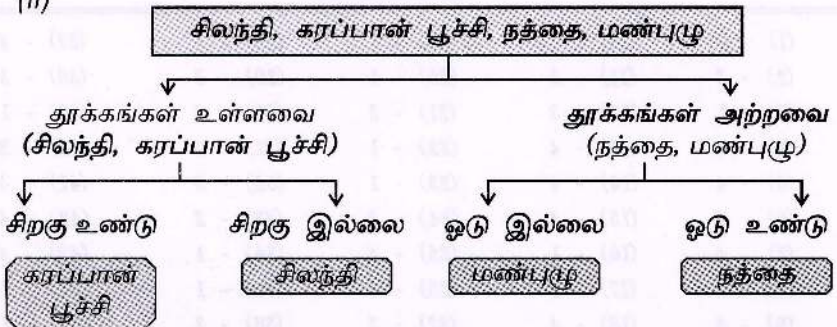 (ii)
சிலந்தி, கரப்பான் பூச்சி, நத்தை, மண்புழு
தூக்கங்கள் உள்ளவை
(சிலந்தி, கரப்பான் பூச்சி)
தூக்கங்கள் அற்றவை
(நத்தை, மண்புழு)
சிறகு உண்டு
சிறகு இல்லை
ஓடு இல்லை
ஓடு உண்டு
கரப்பான்
பூச்சி
சிலந்தி
மண்புழு
நத்தை